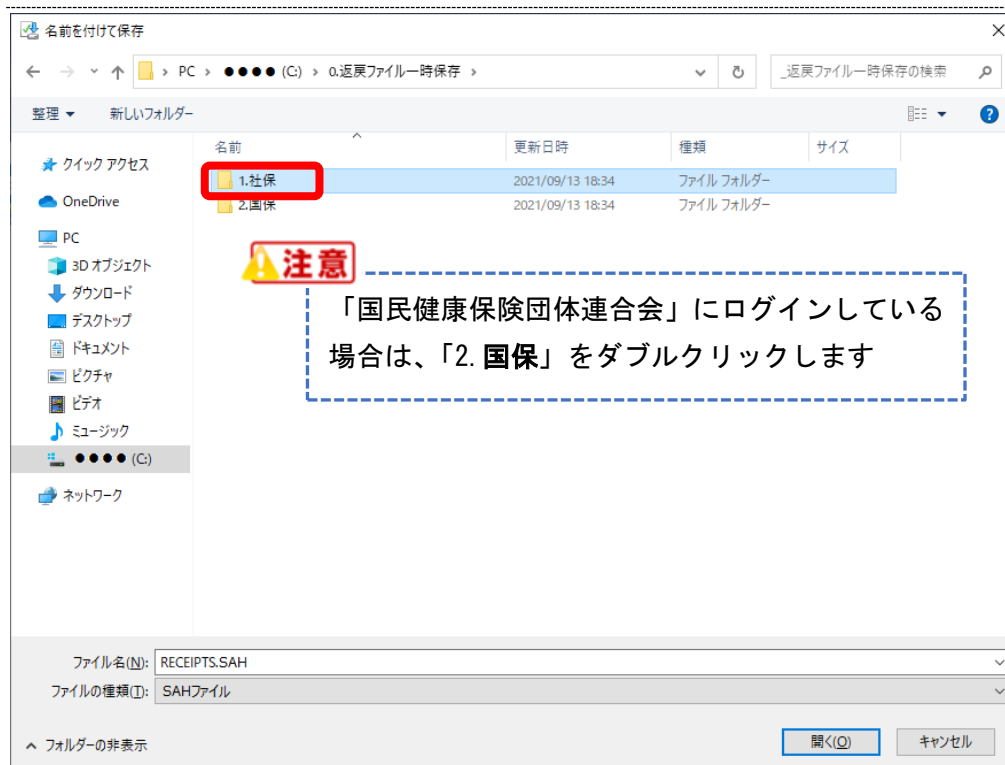 名前を付けて保存
PC › ●●●● (C:) › 0.返戻ファイル一時保存 ›
_返戻ファイル一時保存の検索
整理 新しいフォルダー
名前 更新日時 種類 サイズ
クイック アクセス
1.社保 2021/09/13 18:34 ファイル フォルダー
OneDrive
2.国保 2021/09/13 18:34 ファイル フォルダー
PC
3D オブジェクト
ダウンロード
デスクトップ
ドキュメント
ピクチャ
ビデオ
ミュージック
●●●● (C:)
ネットワーク
注意
「国民健康保険団体連合会」にログインしている
場合は、「2.国保」をダブルクリックします
ファイル名(N): RECEIPTS.SAH
ファイルの種類(T): SAHファイル
フォルダーの非表示
開く(O) キャンセル